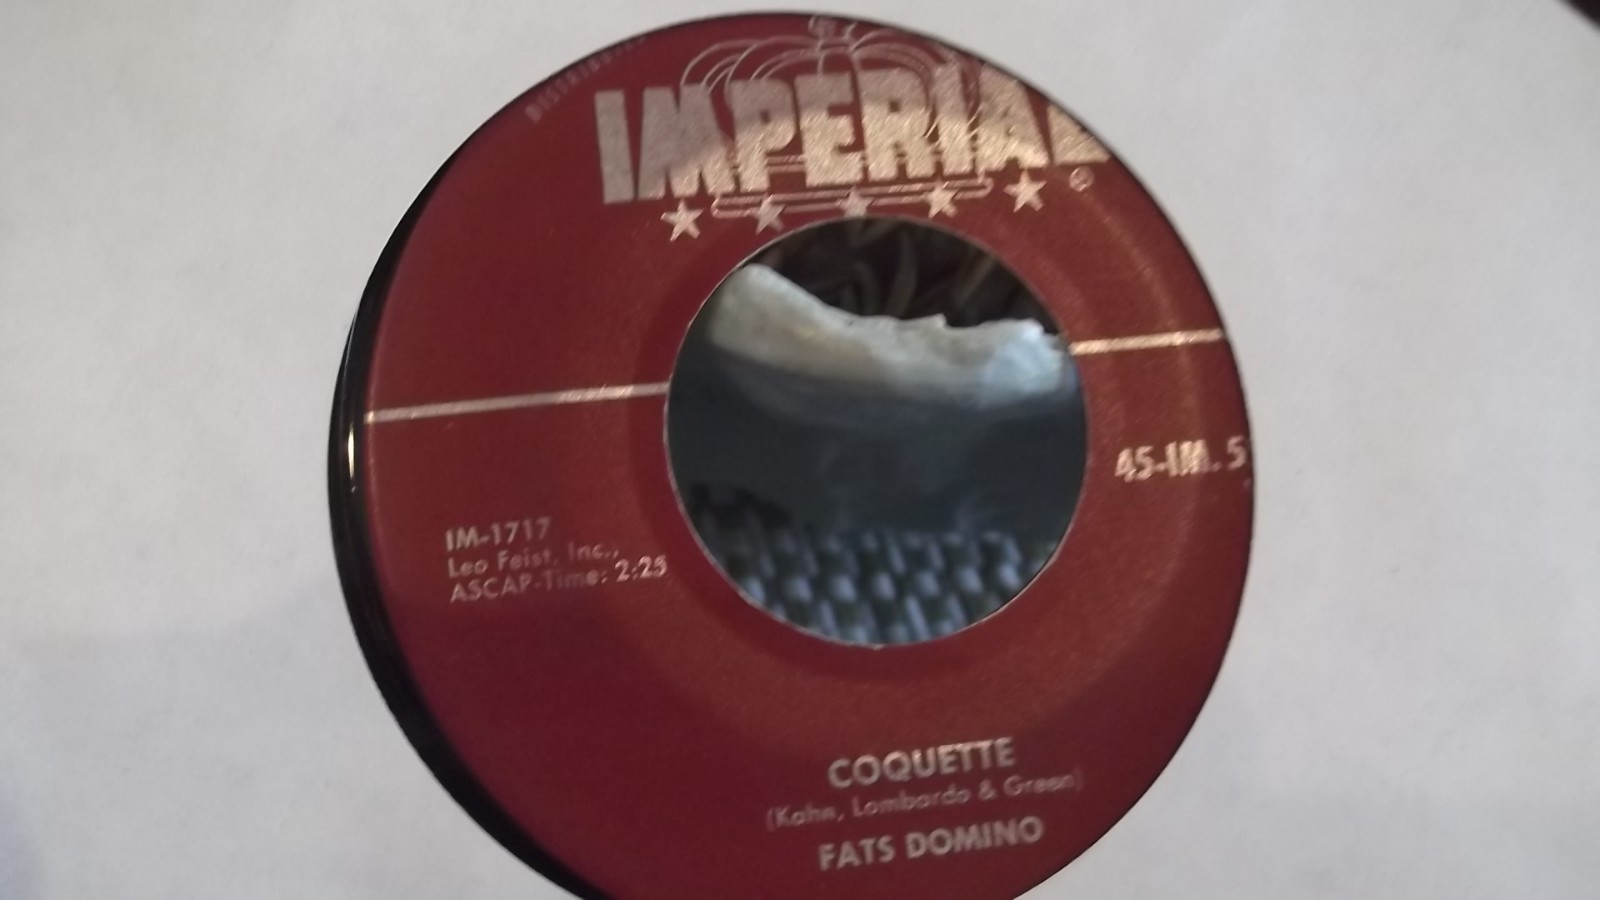 IMPERIAL
®
45-IM. 5
IM-1717
Leo Feist, Inc.,
ASCAP-Time: 2:25
COQUETTE
(Kahn, Lombardo & Green)
FATS DOMINO